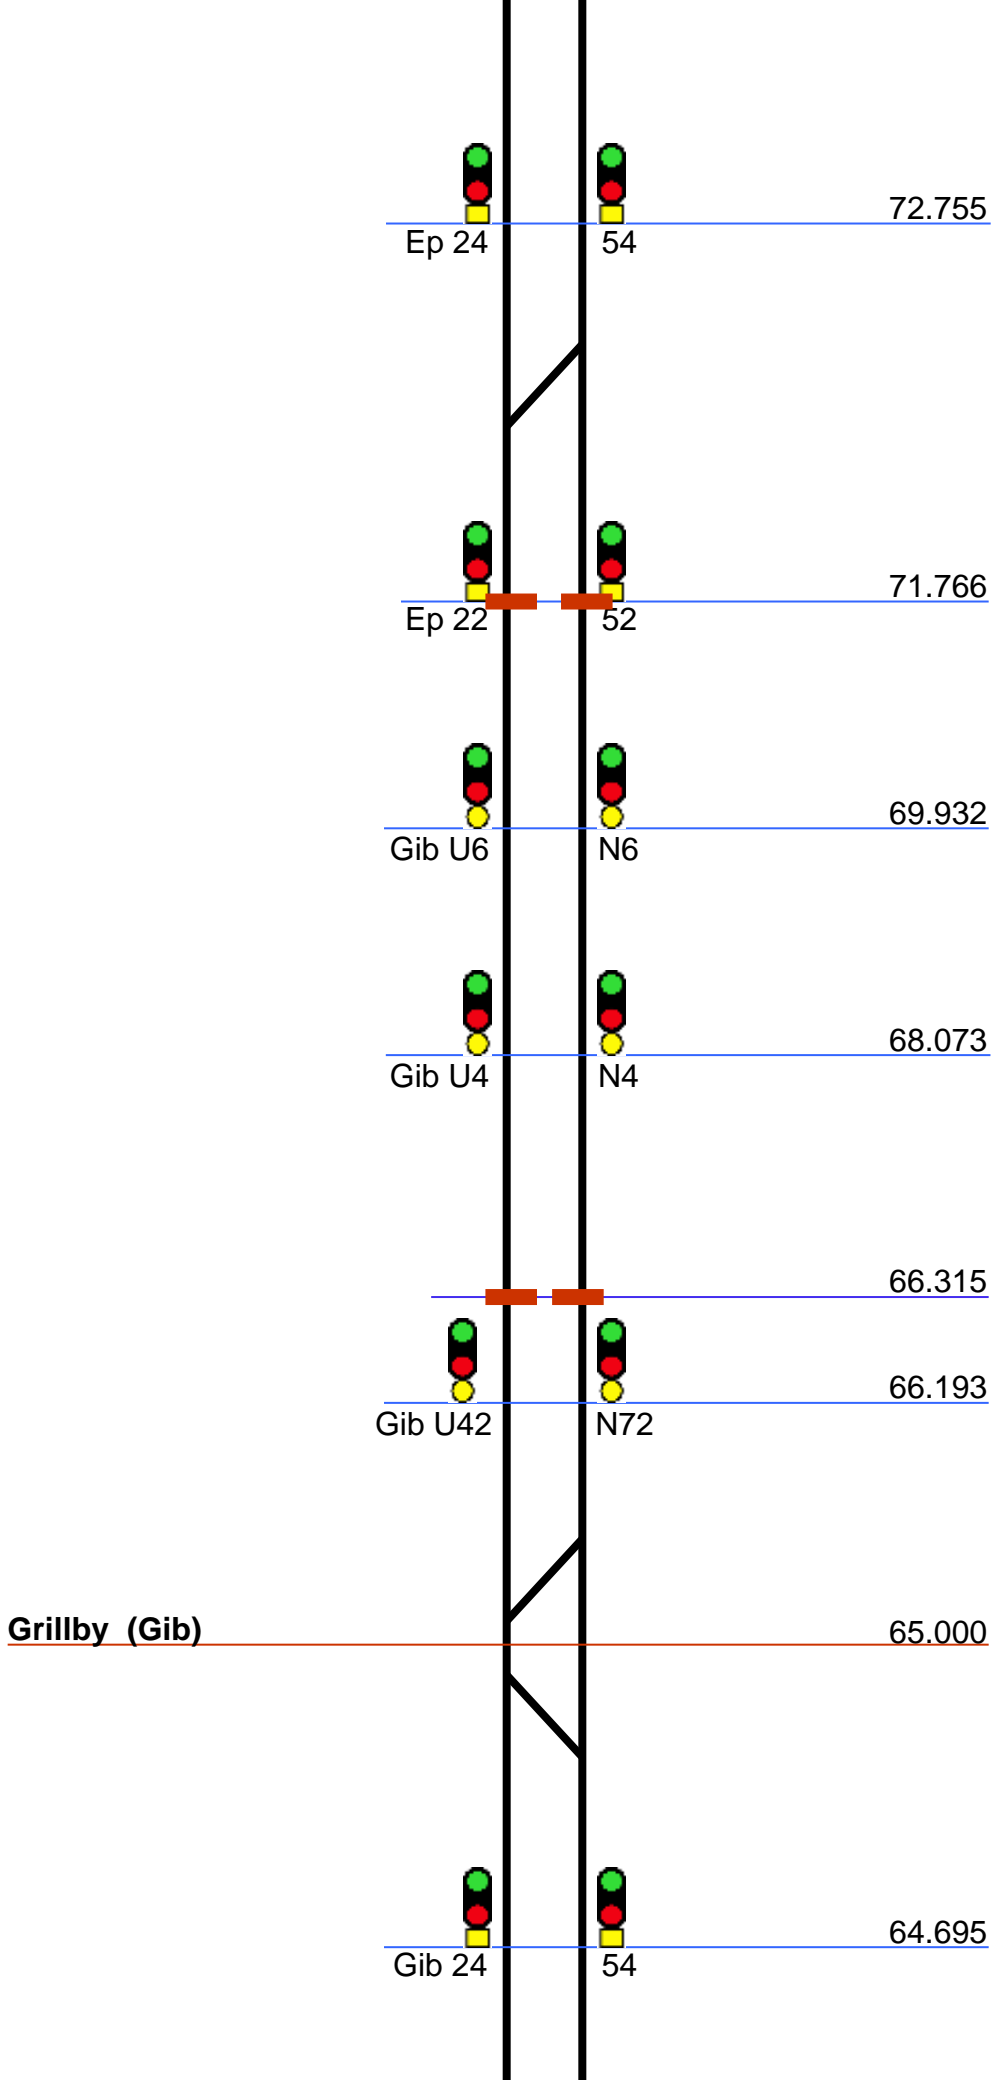 72.755
Ep 24 54
71.766
Ep 22 52
69.932
Gib U6 N6
68.073
Gib U4 N4
66.315
66.193
Gib U42 N72
Grillby (Gib) 65.000
64.695
Gib 24 54